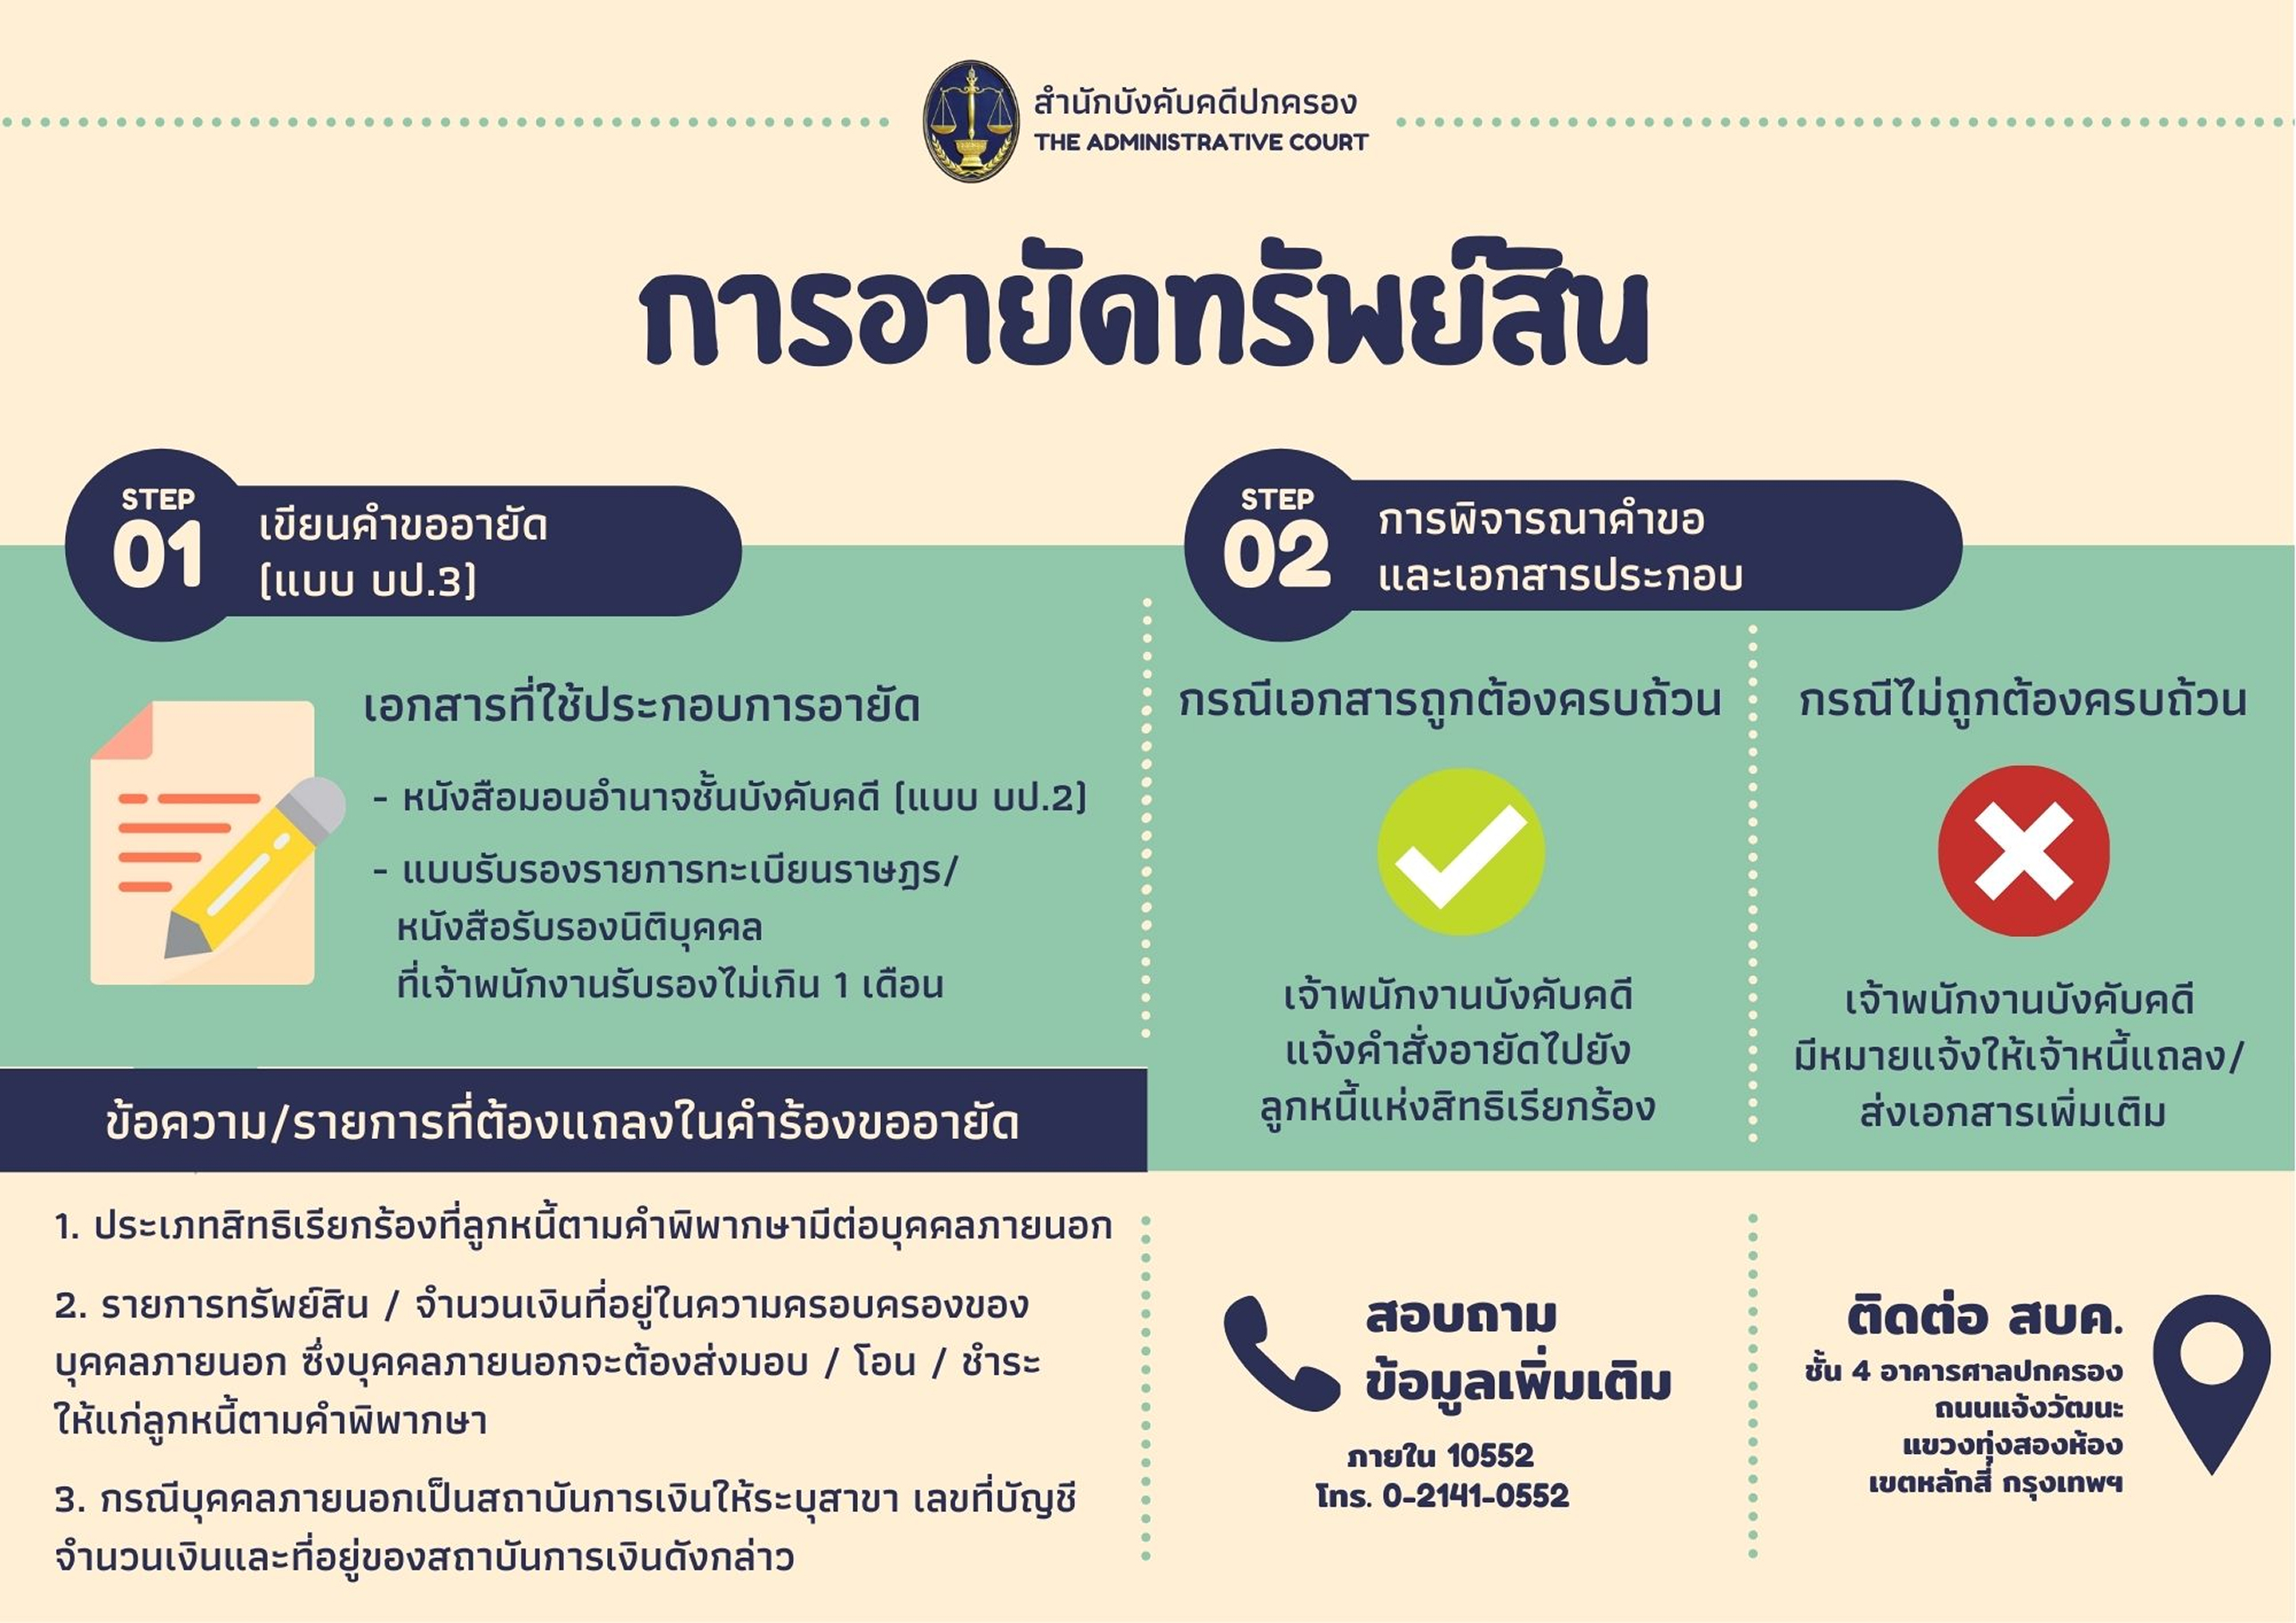 สำนักบังคับคดีปกครอง
THE ADMINISTRATIVE COURT
การอายัดทรัพย์สิน
STEP
01
เขียนคำขออายัด
(แบบ บป.3)
เอกสารที่ใช้ประกอบการอายัด
- หนังสือมอบอำนาจชั้นบังคับคดี (แบบ บป.2)
- แบบรับรองรายการทะเบียนราษฎร/
หนังสือรับรองนิติบุคคล
ที่เจ้าพนักงานรับรองไม่เกิน 1 เดือน
STEP
02
การพิจารณาคำขอ
และเอกสารประกอบ
กรณีเอกสารถูกต้องครบถ้วน
เจ้าพนักงานบังคับคดี
แจ้งคำสั่งอายัดไปยัง
ลูกหนี้แห่งสิทธิเรียกร้อง
กรณีไม่ถูกต้องครบถ้วน
เจ้าพนักงานบังคับคดี
มีหมายแจ้งให้เจ้าหนี้แถลง/
ส่งเอกสารเพิ่มเติม
ข้อความ/รายการที่ต้องแถลงในคำร้องขออายัด
1. ประเภทสิทธิเรียกร้องที่ลูกหนี้ตามคำพิพากษามีต่อบุคคลภายนอก
2. รายการทรัพย์สิน / จำนวนเงินที่อยู่ในความครอบครองของ
บุคคลภายนอก ซึ่งบุคคลภายนอกจะต้องส่งมอบ / โอน / ชำระ
ให้แก่ลูกหนี้ตามคำพิพากษา
3. กรณีบุคคลภายนอกเป็นสถาบันการเงินให้ระบุสาขา เลขที่บัญชี
จำนวนเงินและที่อยู่ของสถาบันการเงินดังกล่าว
สอบถาม
ข้อมูลเพิ่มเติม
ภายใน 10552
โทร. 0-2141-0552
ติดต่อ สบค.
ชั้น 4 อาคารศาลปกครอง
ถนนแจ้งวัฒนะ
แขวงทุ่งสองห้อง
เขตหลักสี่ กรุงเทพฯ